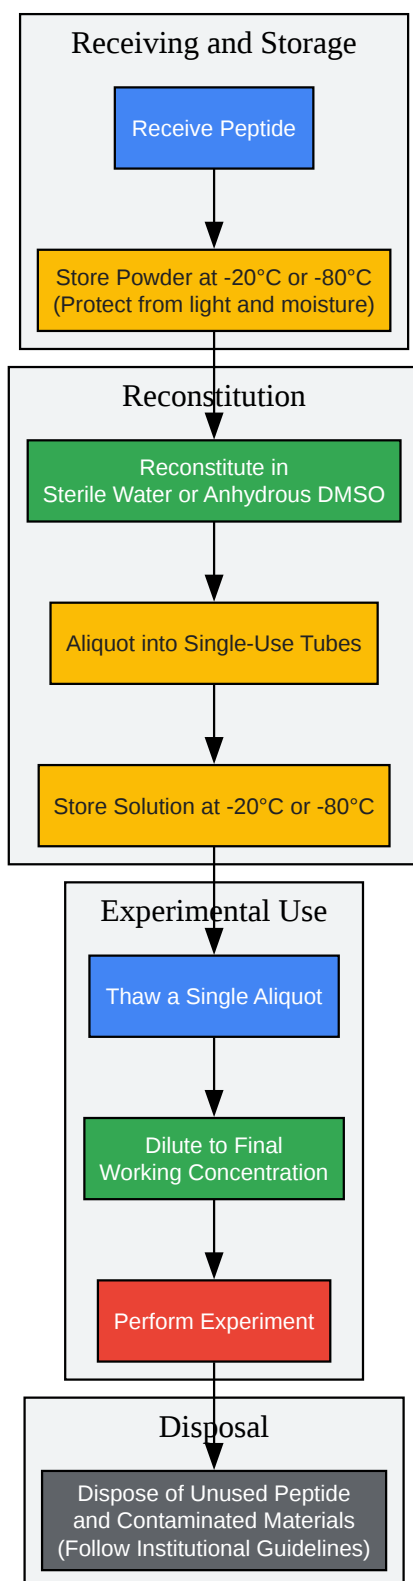 Receiving and Storage
Receive Peptide
Store Powder at -20°C or -80°C
(Protect from light and moisture)
Reconstitution
Reconstitute in
Sterile Water or Anhydrous DMSO
Aliquot into Single-Use Tubes
Store Solution at -20°C or -80°C
Experimental Use
Thaw a Single Aliquot
Dilute to Final
Working Concentration
Perform Experiment
Disposal
Dispose of Unused Peptide
and Contaminated Materials
(Follow Institutional Guidelines)